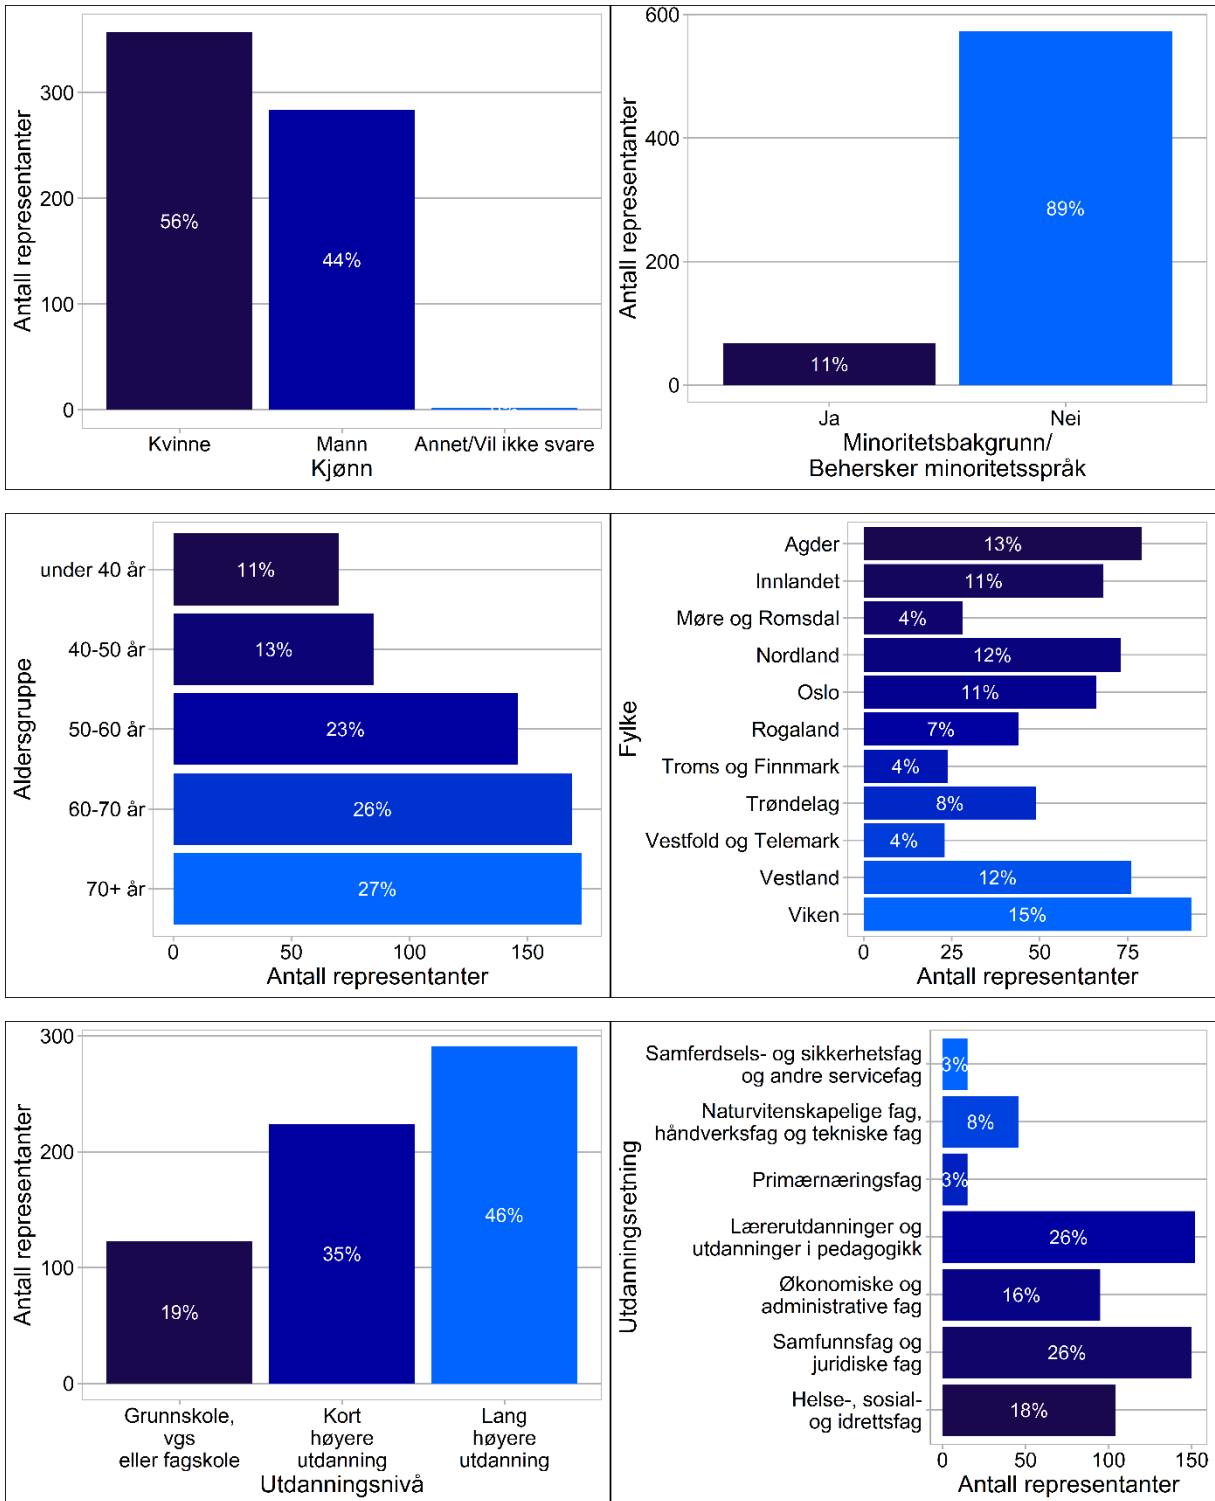 Antall representanter
300
200
100
0
56%
44%
Kvinne
Mann
Annet/Vil ikke svare
Kjønn
Antall representanter
600
400
200
0
11%
89%
Ja
Nei
Minoritetsbakgrunn/
Behersker minoritetsspråk
Aldersgruppe
under 40 år
11%
40-50 år
13%
50-60 år
23%
60-70 år
26%
70+ år
27%
0
50
100
150
Antall representanter
Fylke
Agder
13%
Innlandet
11%
Møre og Romsdal
4%
Nordland
12%
Oslo
11%
Rogaland
7%
Troms og Finnmark
4%
Trøndelag
8%
Vestfold og Telemark
4%
Vestland
12%
Viken
15%
0
25
50
75
Antall representanter
Antall representanter
300
200
100
0
19%
35%
46%
Grunnskole,
vgs
eller fagskole
Kort
høyere
utdanning
Lang
høyere
utdanning
Utdanningsnivå
Utdanningsretning
Samferdsels- og sikkerhetsfag
og andre servicefag
3%
Naturvitenskapelige fag,
håndverksfag og tekniske fag
8%
Primærnæringsfag
3%
Lærerutdanninger og
utdanninger i pedagogikk
26%
Økonomiske og
administrative fag
16%
Samfunnsfag og
juridiske fag
26%
Helse-, sosial-
og idrettsfag
18%
0
50
100
150
Antall representanter